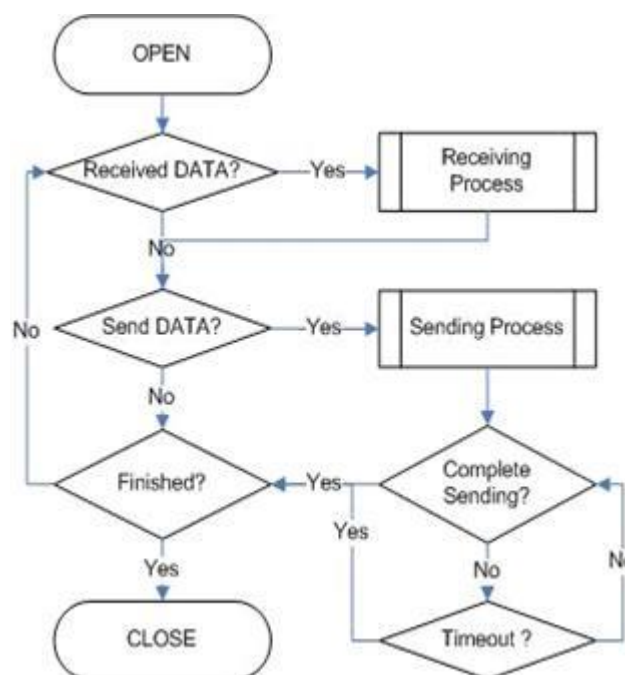 OPEN
Received DATA?
Yes
Receiving
Process
No
Send DATA?
Yes
Sending Process
No
No
Finished?
Yes
Complete
Sending?
Yes
Yes
No
No
CLOSE
Timeout ?